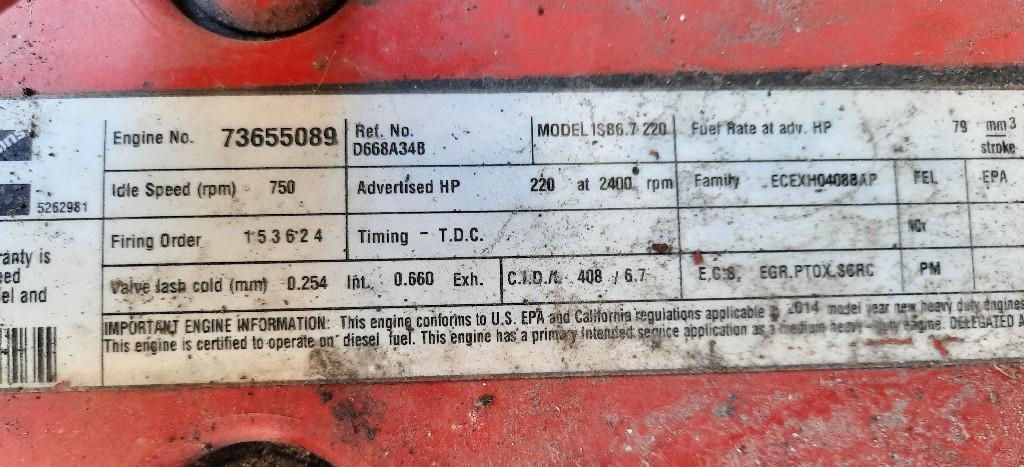 Engine No. 73655089
Ref. No.
D668A34B
MODEL ISB6.7 220
Fuel Rate at adv. HP 79 mm3
stroke
Idle Speed (rpm) 750
Advertised HP 220 at 2400 rpm
Family ECEXH0408BAP
FEL
EPA
5262981
Firing Order 1 5 3 6 2 4
Timing - T.D.C.
NOx
Valve lash cold (mm) 0.254 Int. 0.660 Exh.
C.I.D./L 408 / 6.7
E.C.S. EGR.PTOX.SCRC
PM
ranty is
el and
IMPORTANT ENGINE INFORMATION: This engine conforms to U.S. EPA and California regulations applicable 2014 model year new heavy duty engines
This engine is certified to operate on diesel fuel. This engine has a primary intended service application as a medium heavy engine. DELEGATED A